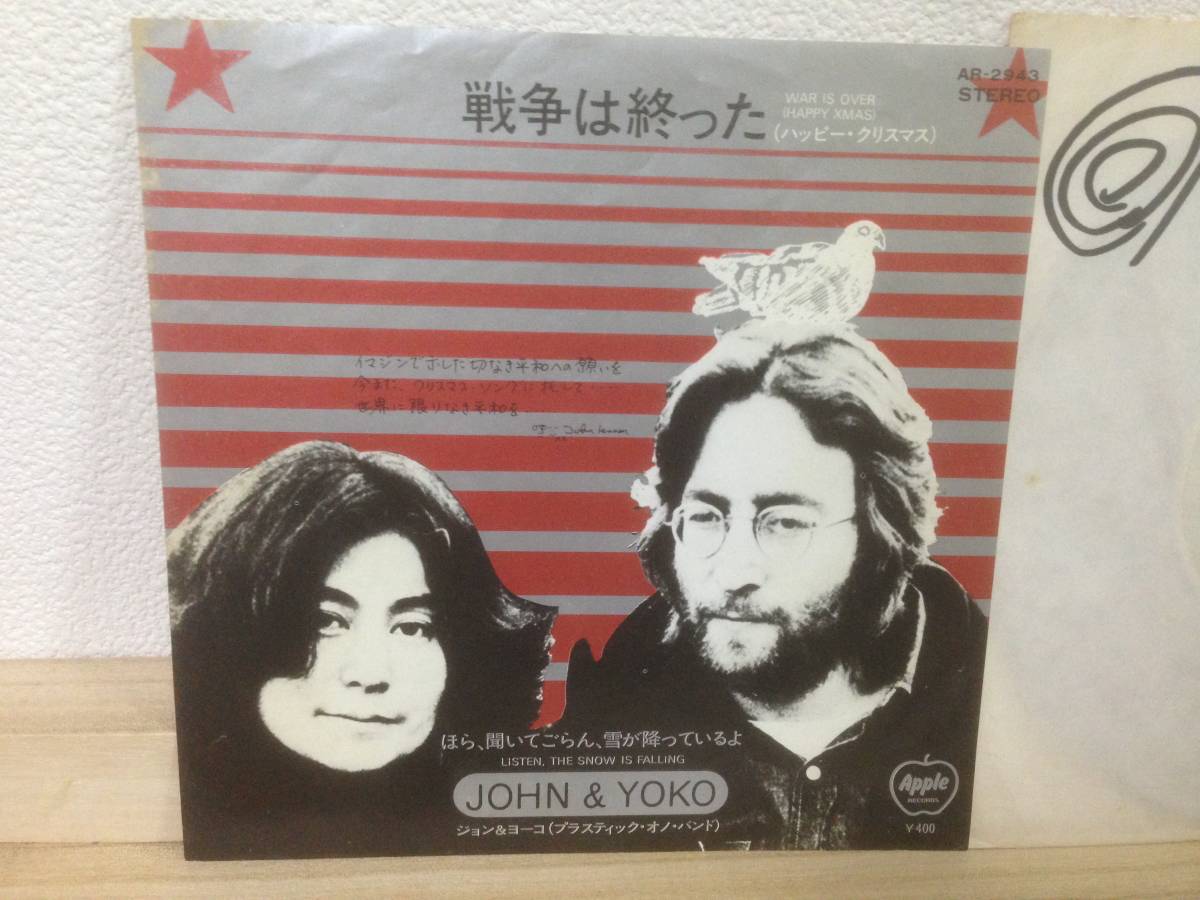 AR-2943
STEREO
戦争は終った
WAR IS OVER
(HAPPY XMAS)
(ハッピー・クリスマス)
イマジンで示した切なき平和への願いを
今また、クリスマス・ソングに托して……
世界に限りなき平和を……
John Lennon
ほら、聞いてごらん、雪が降っているよ
LISTEN, THE SNOW IS FALLING
JOHN & YOKO
ジョン&ヨーコ(プラスティック・オノ・バンド)
Apple
RECORDS
¥400